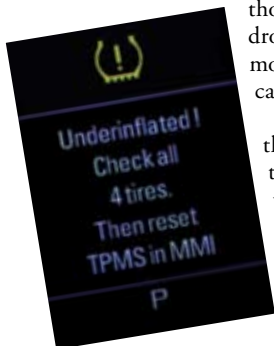 Underinflated!
Check all
4 tires.
Then reset
TPMS in MMI
P